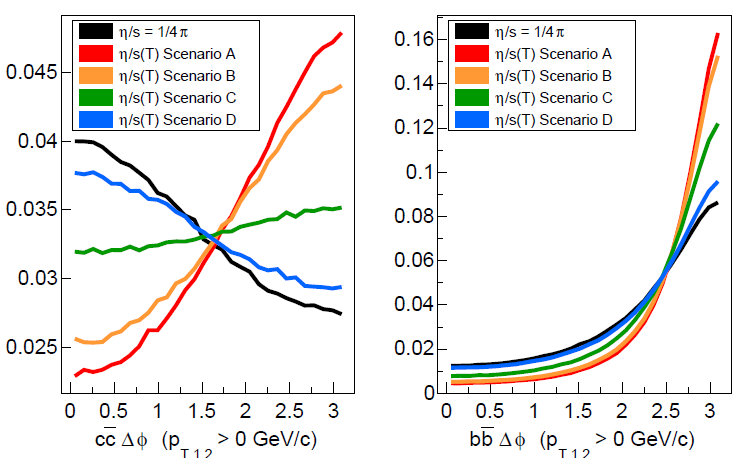 η/s = 1/4π
η/s(T) Scenario A
η/s(T) Scenario B
η/s(T) Scenario C
η/s(T) Scenario D
0.045
0.04
0.035
0.03
0.025
0 0.5 1 1.5 2 2.5 3
cc̅ Δϕ (p_T,1,2 > 0 GeV/c)
η/s = 1/4π
η/s(T) Scenario A
η/s(T) Scenario B
η/s(T) Scenario C
η/s(T) Scenario D
0.16
0.14
0.12
0.1
0.08
0.06
0.04
0.02
0
0 0.5 1 1.5 2 2.5 3
bb̅ Δϕ (p_T,1,2 > 0 GeV/c)